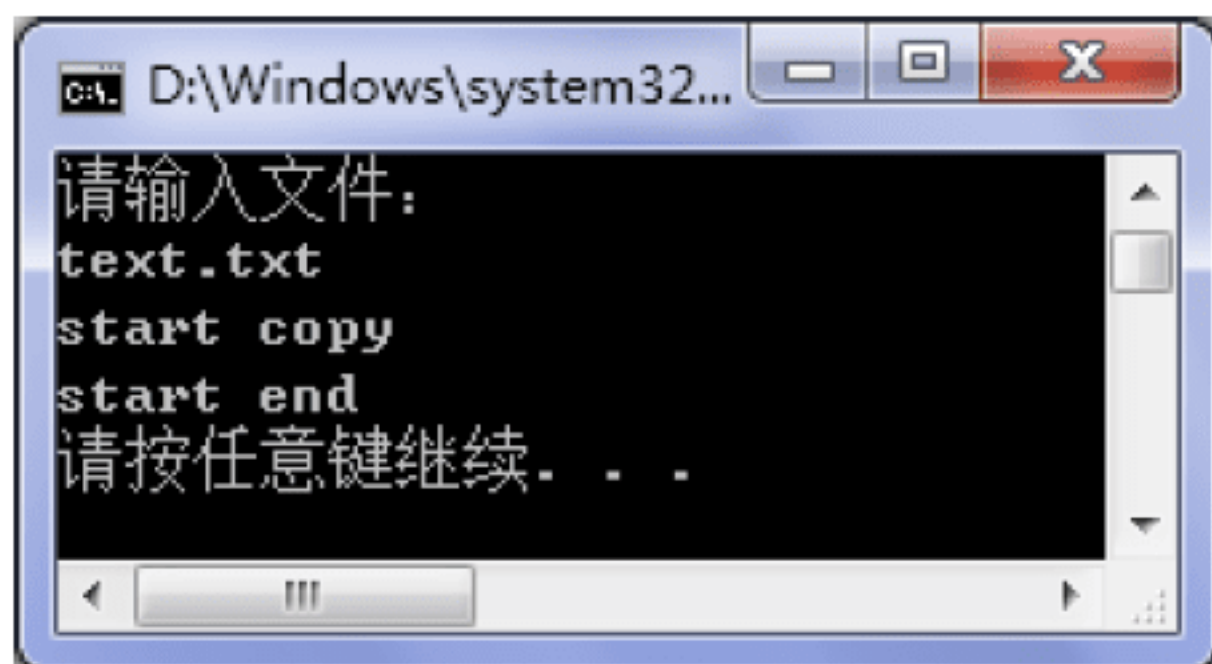 D:\Windows\system32...
请输入文件:
text.txt
start copy
start end
请按任意键继续. . .